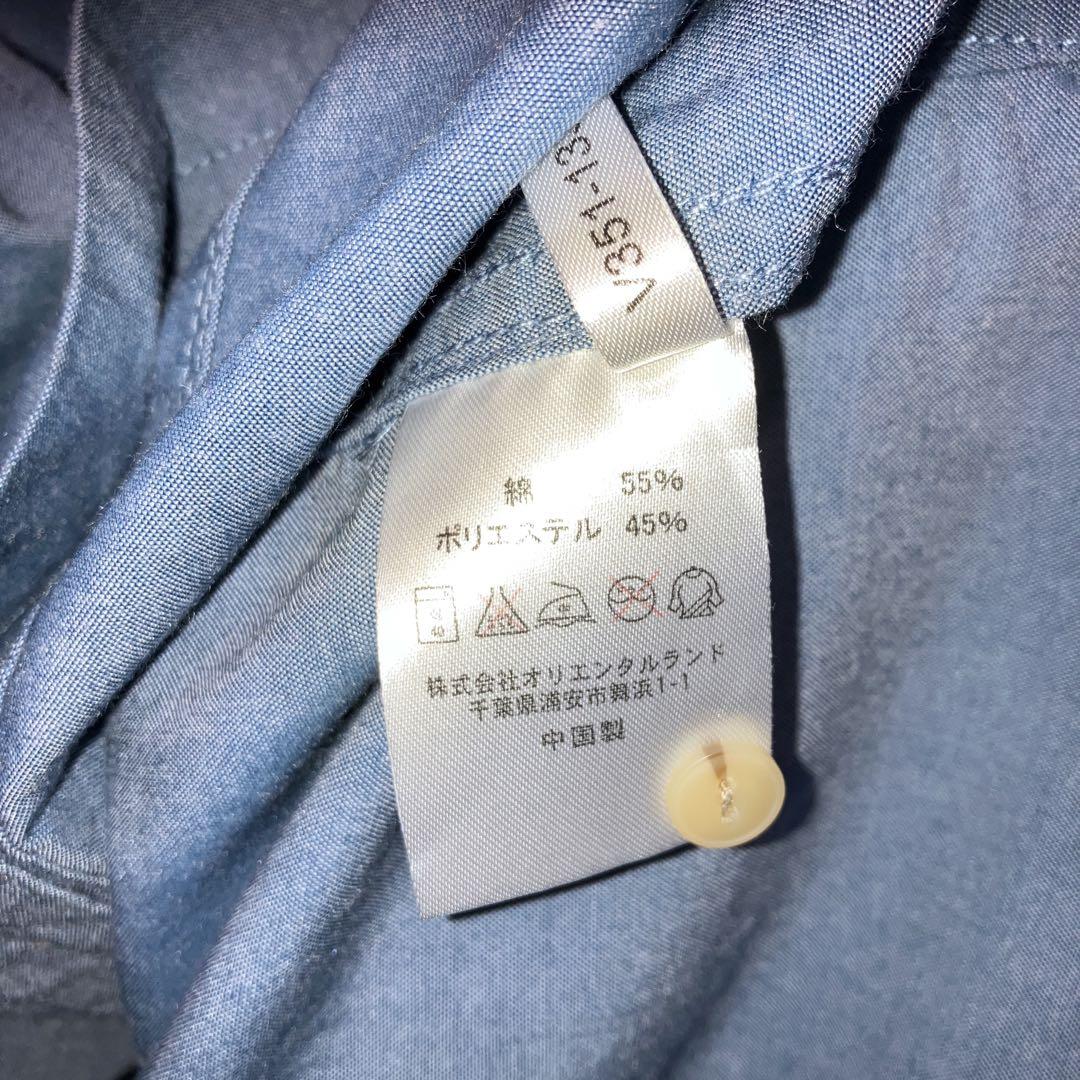 V351-13-
綿 55%
ポリエステル 45%
40
株式会社オリエンタルランド
千葉県浦安市舞浜1-1
中国製